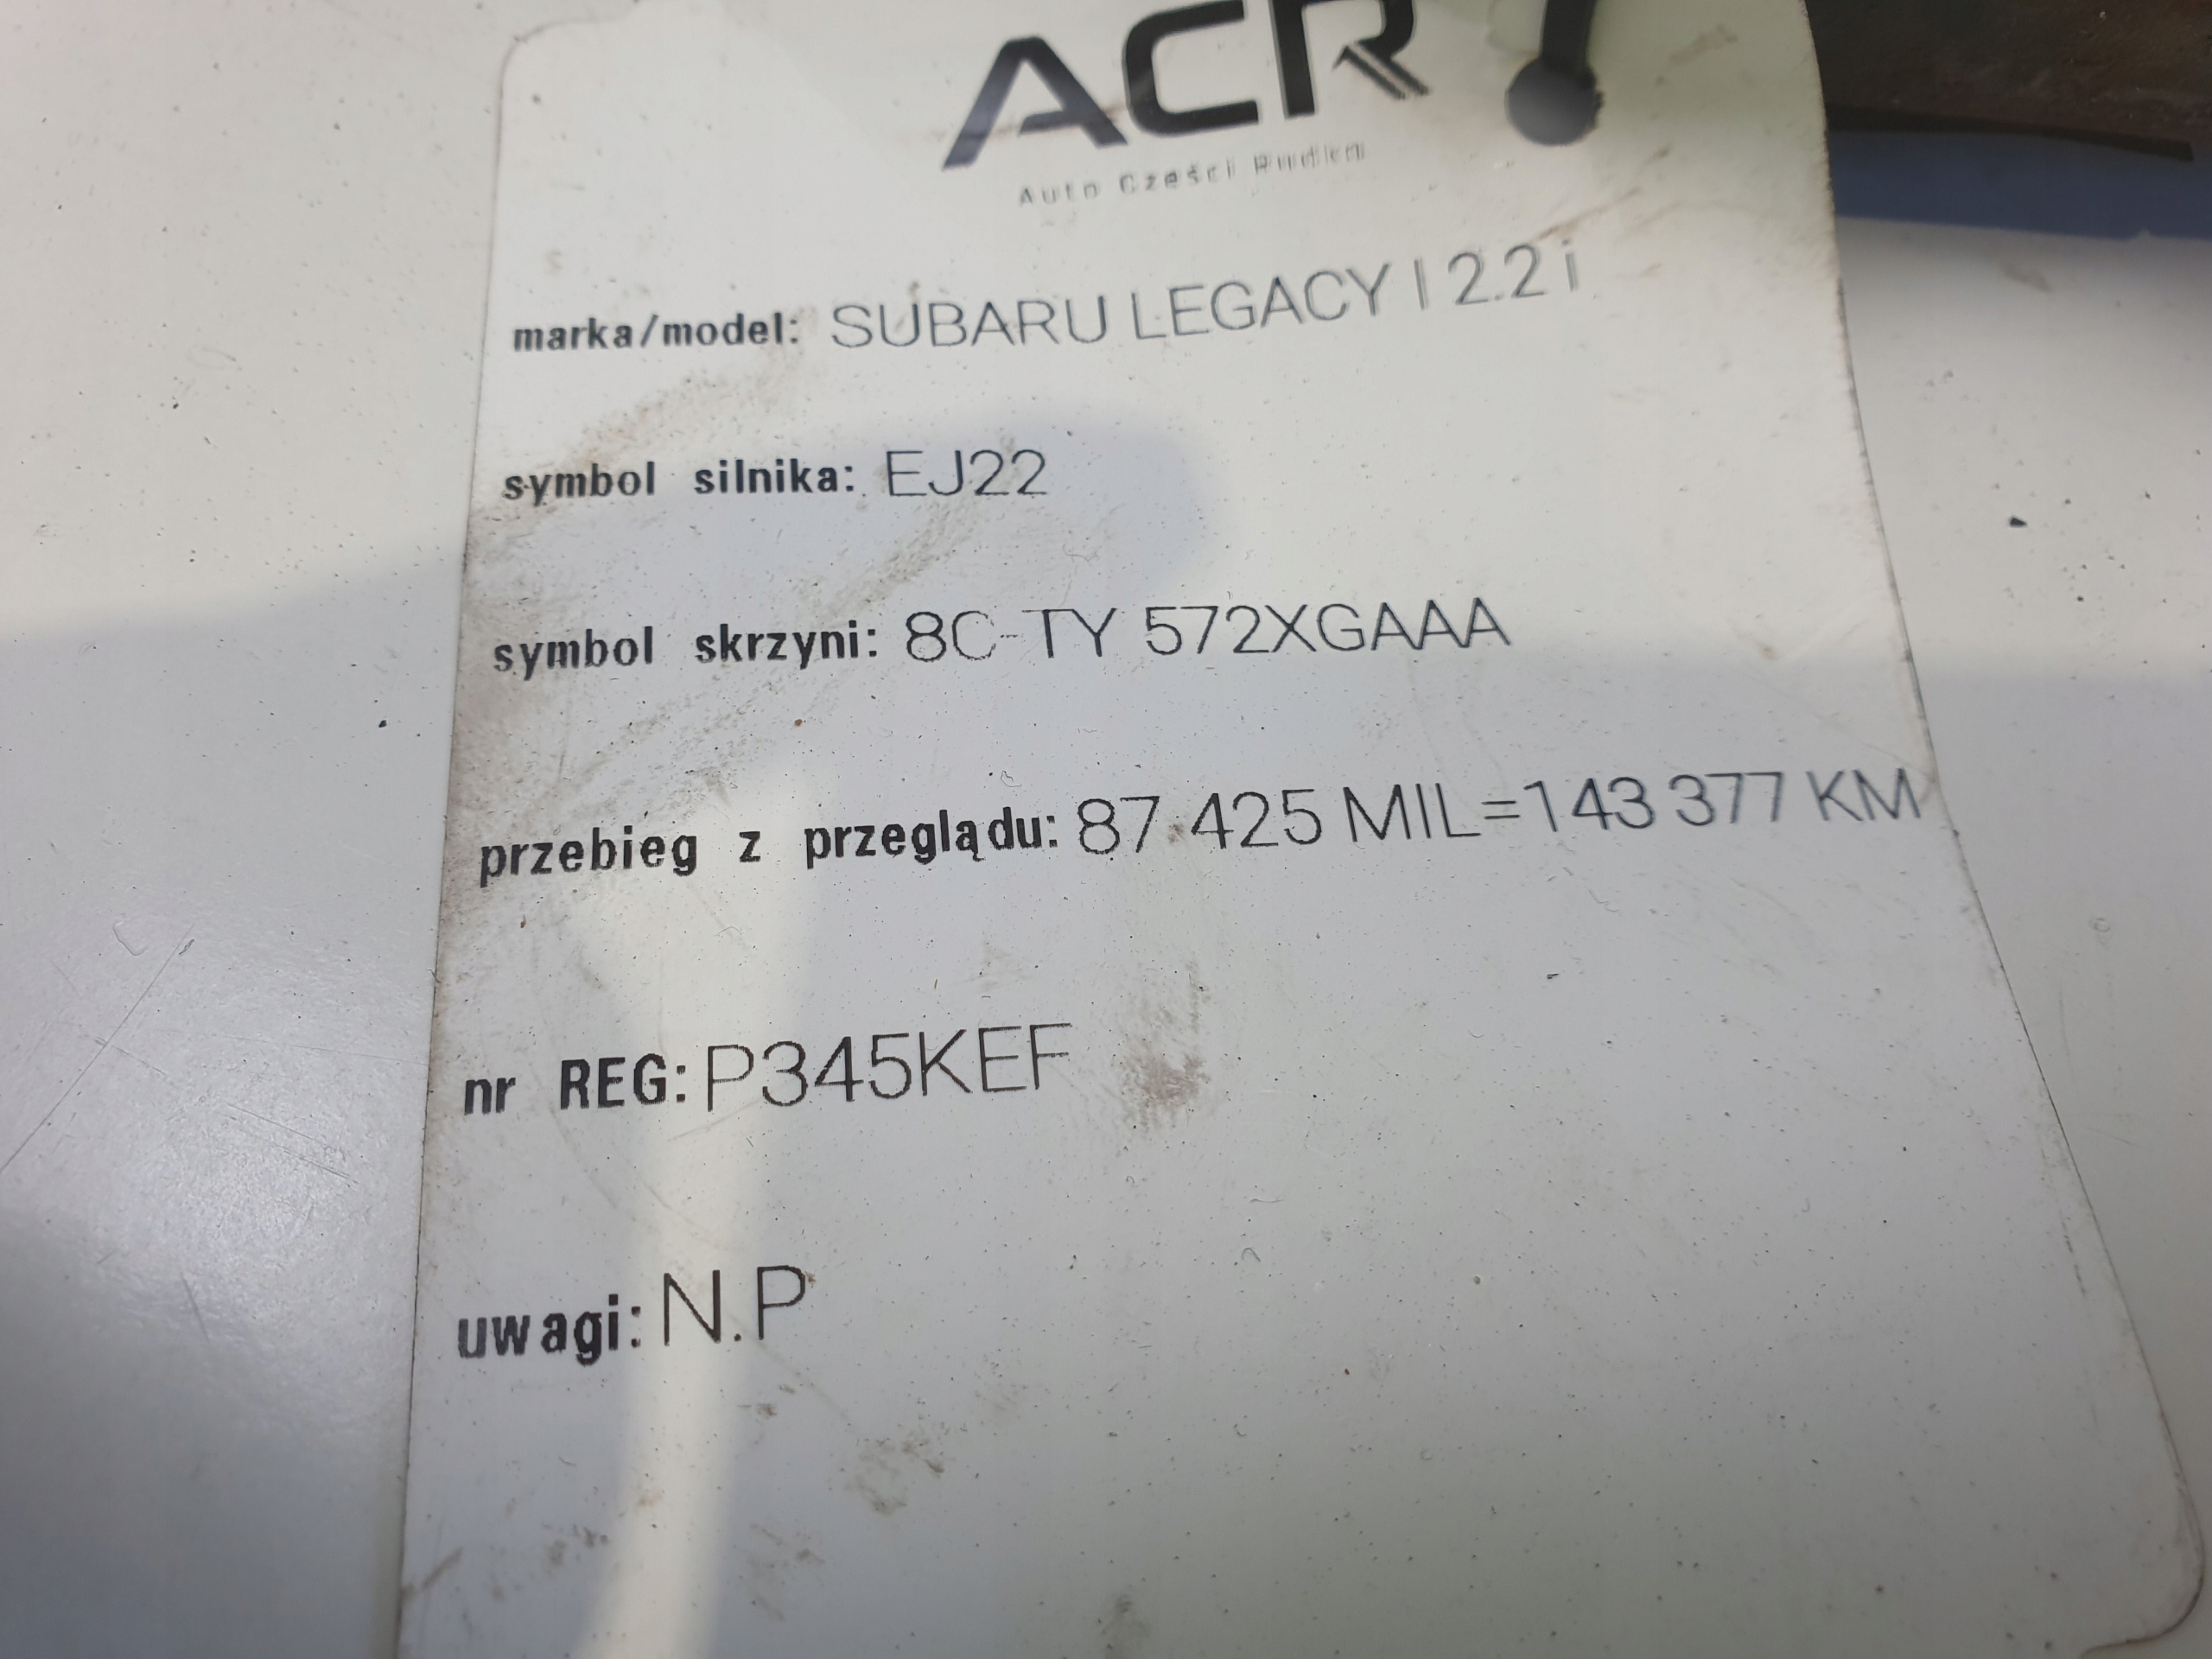 ACR
Auto Części Rudka
marka/model: SUBARU LEGACY I 2.2 i
symbol silnika: EJ22
symbol skrzyni: 8C-TY 572XGAAA
przebieg z przeglądu: 87 425 MIL=143 377 KM
nr REG: P345KEF
uwagi: N.P